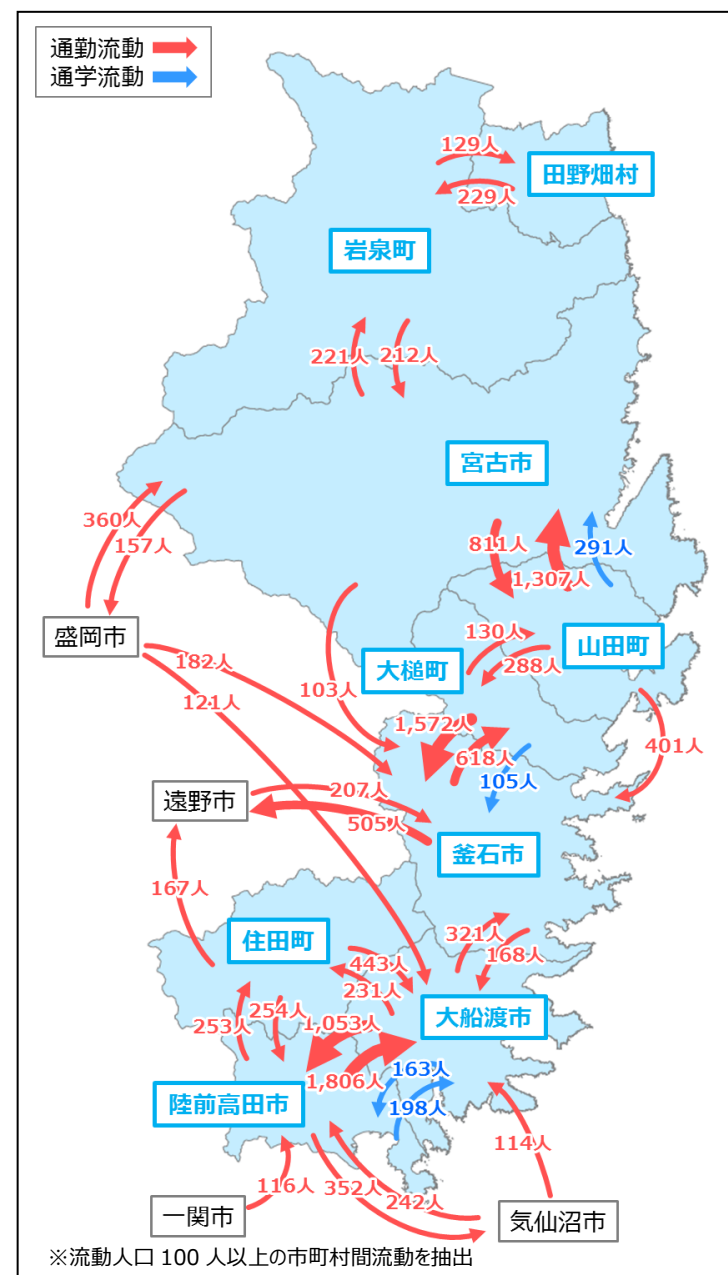 通勤流動
通学流動
129人
田野畑村
229人
岩泉町
221人
212人
宮古市
360人
157人
811人
291人
1,307人
盛岡市
130人
山田町
182人
大槌町
288人
103人
121人
1,572人
401人
618人
105人
207人
遠野市
505人
釜石市
167人
住田町
321人
443人
168人
231人
254人
253人
1,053人
大船渡市
163人
1,806人
陸前高田市
198人
114人
116人
352人
242人
一関市
気仙沼市
※流動人口 100 人以上の市町村間流動を抽出